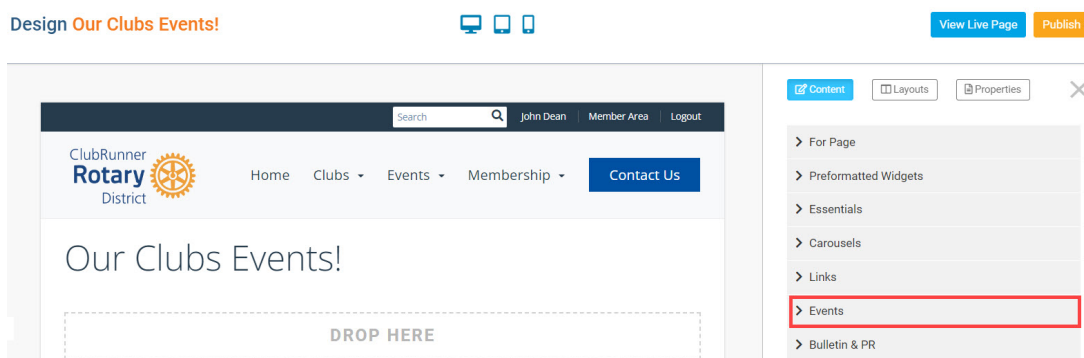 Design Our Clubs Events!
View Live Page
Publish
Content
Layouts
Properties
Search
John Dean
Member Area
Logout
ClubRunner
Rotary
District
Home
Clubs
Events
Membership
Contact Us
Our Clubs Events!
DROP HERE
For Page
Preformatted Widgets
Essentials
Carousels
Links
Events
Bulletin & PR